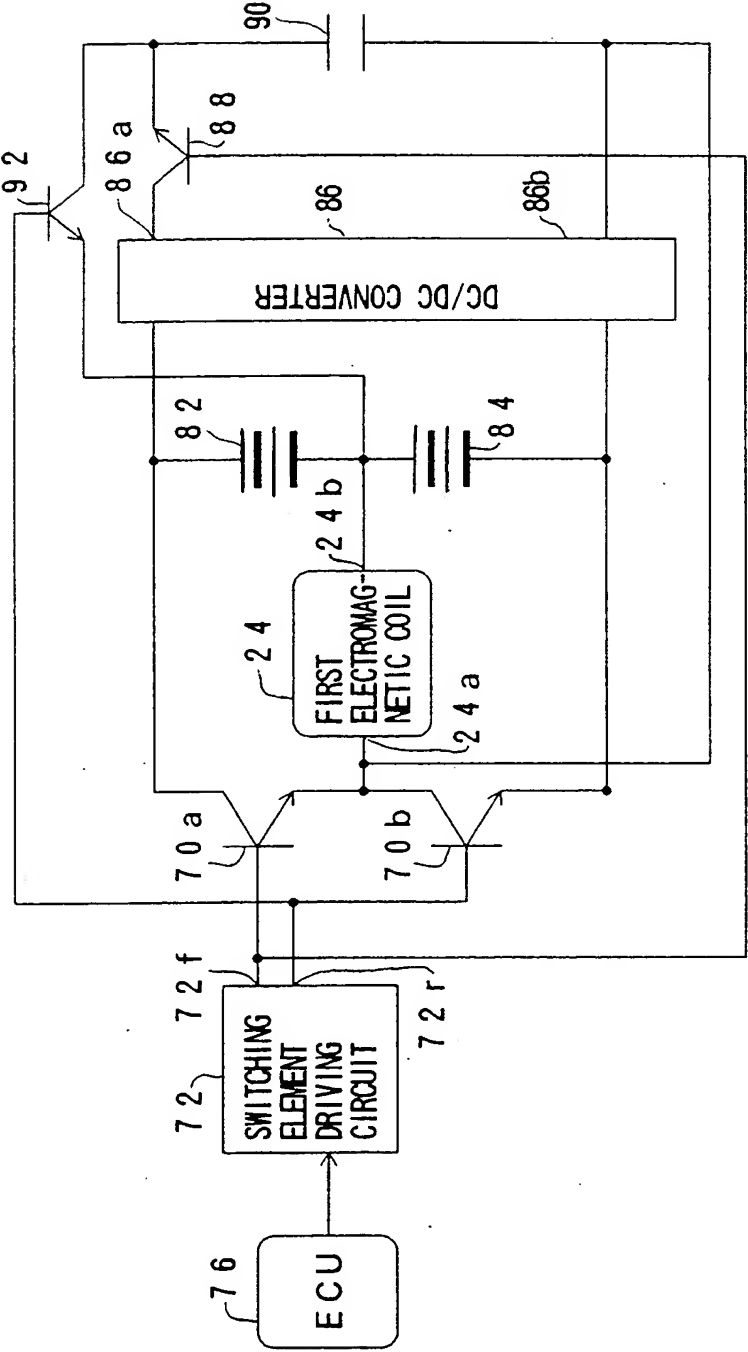 76
ECU
72
SWITCHING
ELEMENT
DRIVING
CIRCUIT
72f
72r
70a
70b
24
FIRST
ELECTROMAG-
NETIC COIL
24a
24b
82
84
DC/DC CONVERTER
86
86a
86b
88
90
92